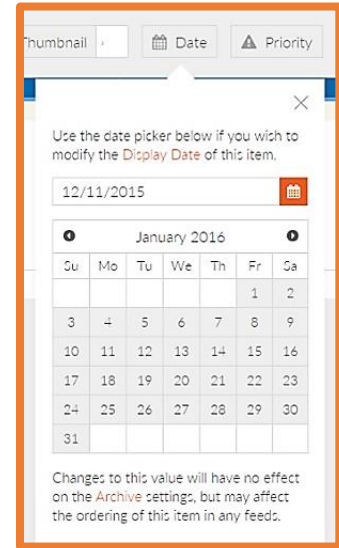 Thumbnail Date Priority
Use the date picker below if you wish to
modify the Display Date of this item.
12/11/2015
January 2016
Su Mo Tu We Th Fr Sa
1 2
3 4 5 6 7 8 9
10 11 12 13 14 15 16
17 18 19 20 21 22 23
24 25 26 27 28 29 30
31
Changes to this value will have no effect
on the Archive settings, but may affect
the ordering of this item in any feeds.